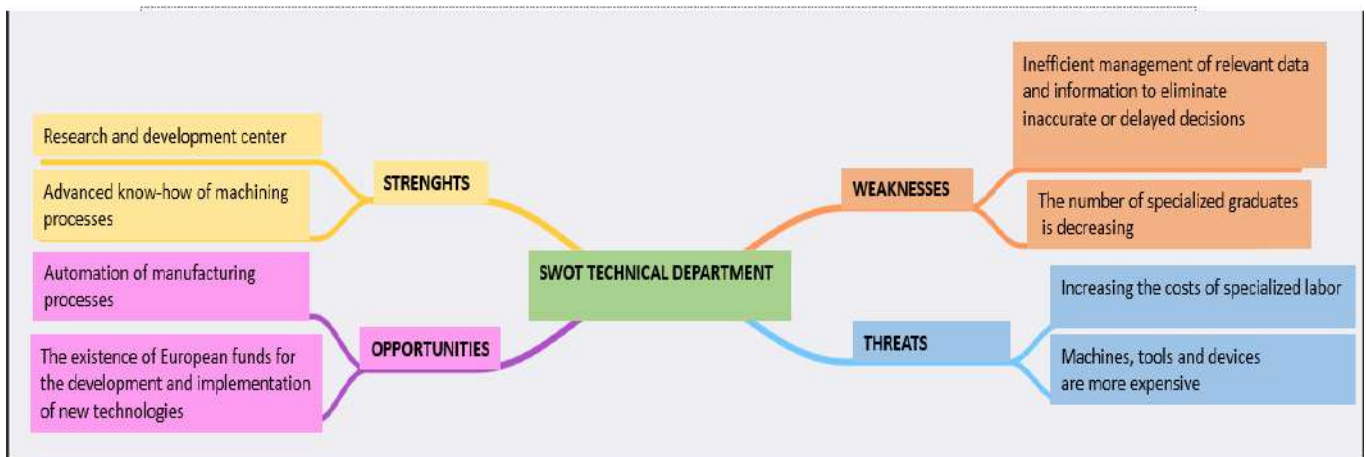 Research and development center
Advanced know-how of machining
processes
STRENGHTS
Automation of manufacturing
processes
The existence of European funds for
the development and implementation
of new technologies
OPPORTUNITIES
SWOT TECHNICAL DEPARTMENT
Inefficient management of relevant data
and information to eliminate
inaccurate or delayed decisions
WEAKNESSES
The number of specialized graduates
is decreasing
Increasing the costs of specialized labor
THREATS
Machines, tools and devices
are more expensive